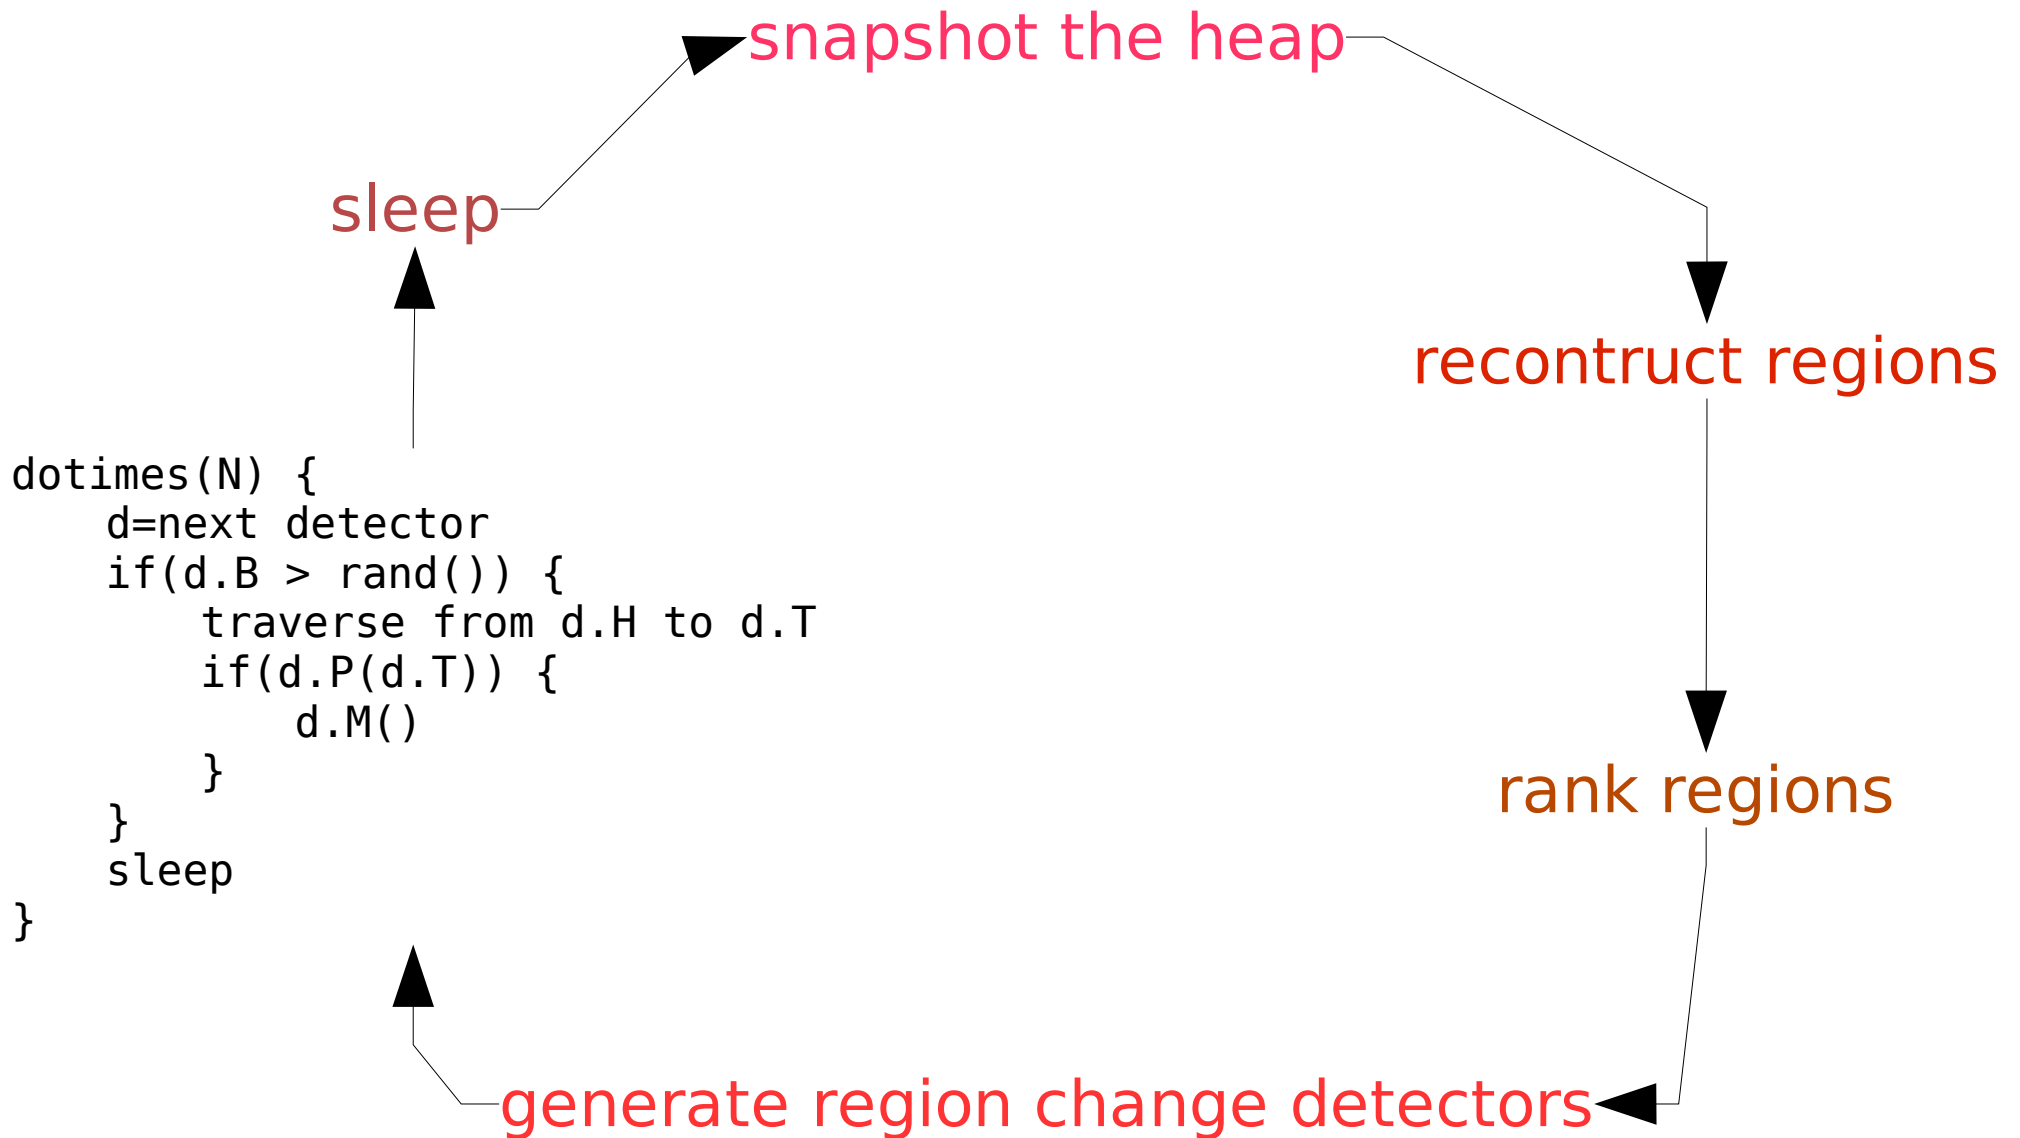 snapshot the heap
sleep
recontruct regions
dotimes(N) {
    d=next detector
    if(d.B > rand()) {
        traverse from d.H to d.T
        if(d.P(d.T)) {
            d.M()
        }
    }
    sleep
}
rank regions
generate region change detectors